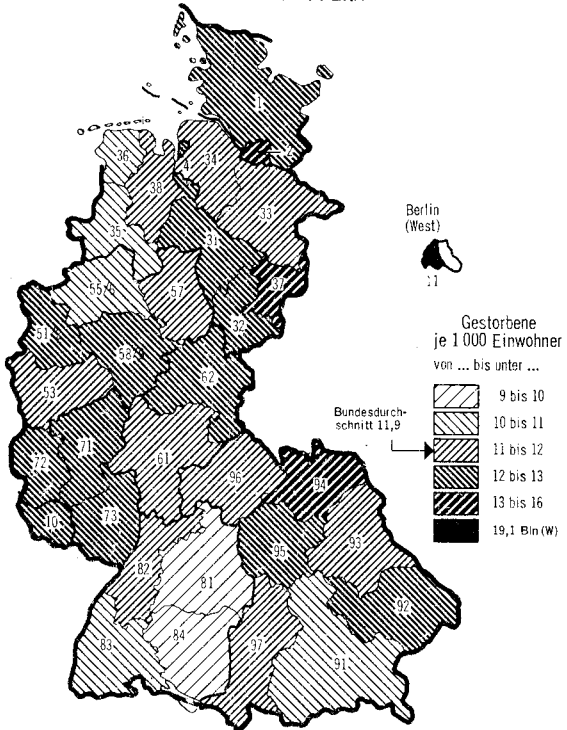 1
2
36
4
34
38
33
35
31
Berlin
(West)
11
37
55/6
57
32
51
Gestorbene
je 1 000 Einwohner
von ... bis unter ...
62
53
9 bis 10
Bundesdurch-
schnitt 11,9
10 bis 11
71
72
61
96
94
11 bis 12
12 bis 13
10
73
95
93
13 bis 16
19,1 Bln (W)
82
81
92
83
84
97
91